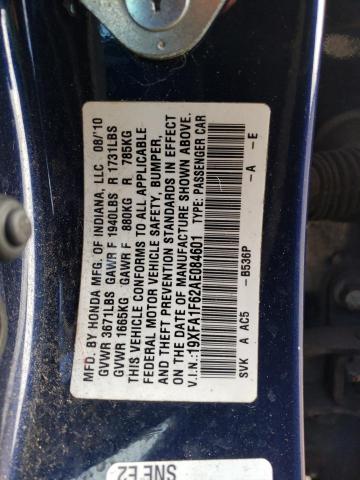 MFD. BY HONDA MFG. OF INDIANA, LLC 08/10
GVWR 3671LBS GAWR F 1940LBS R 1731LBS
GVWR 1665KG GAWR F 880KG R 785KG
THIS VEHICLE CONFORMS TO ALL APPLICABLE
FEDERAL MOTOR VEHICLE SAFETY, BUMPER,
AND THEFT PREVENTION STANDARDS IN EFFECT
ON THE DATE OF MANUFACTURE SHOWN ABOVE.
V.I.N.:19XFA1F62AE084601 TYPE: PASSENGER CAR
-B536P -A -E
SVK A AC5
SNE E2